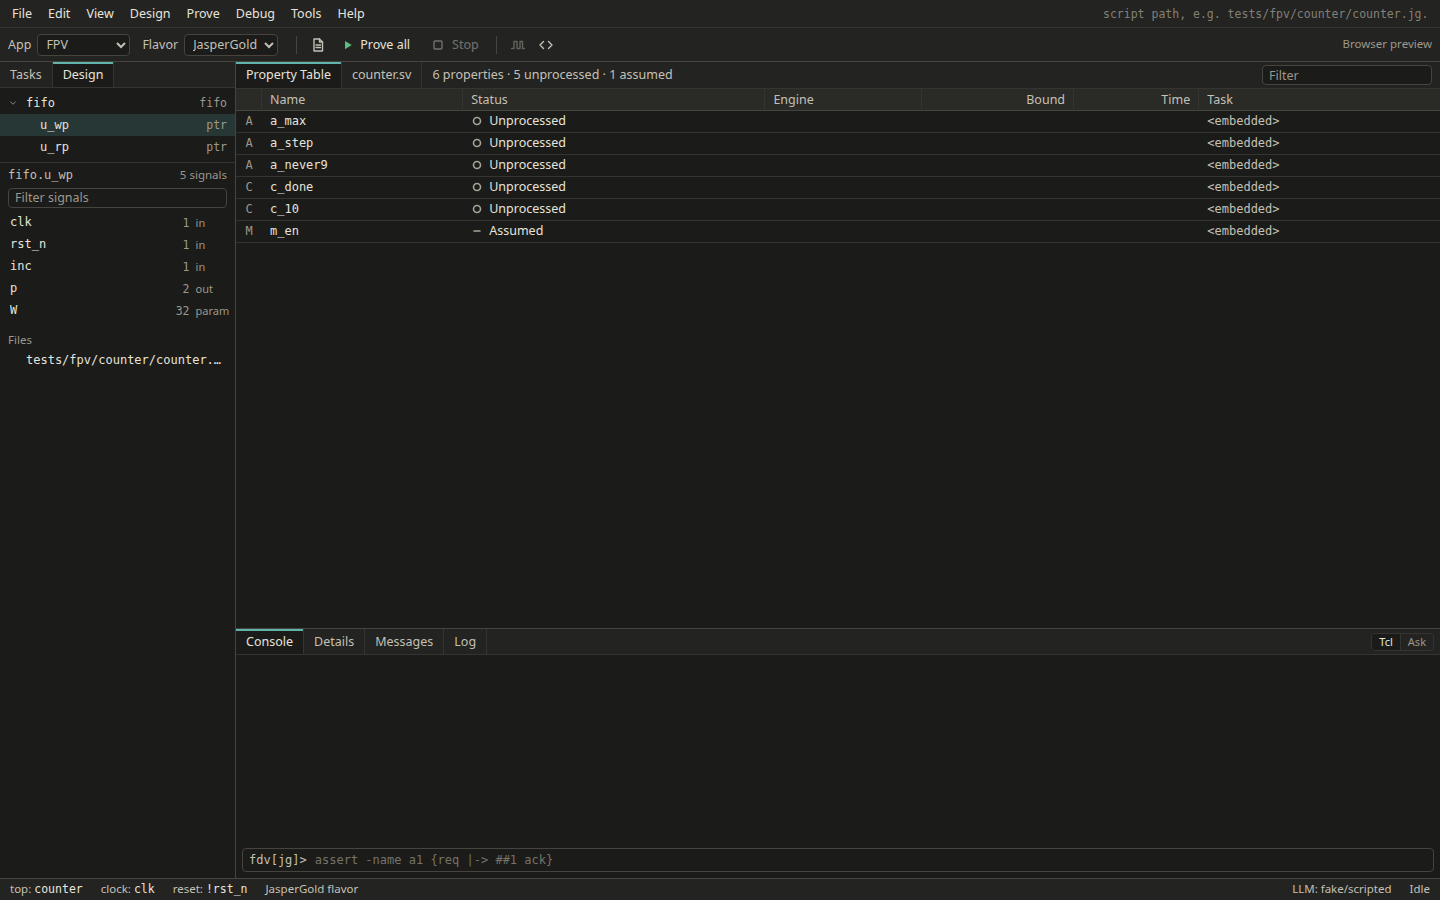 File Edit View Design Prove Debug Tools Help script path, e.g. tests/fpv/counter/counter.jg.
App FPV Flavor JasperGold Prove all Stop Browser preview
Tasks Design Property Table counter.sv 6 properties · 5 unprocessed · 1 assumed Filter
Name Status Engine Bound Time Task
fifo fifo
u_wp ptr
u_rp ptr
fifo.u_wp 5 signals
Filter signals
clk 1 in
rst_n 1 in
inc 1 in
p 2 out
W 32 param
Files
tests/fpv/counter/counter.…
A a_max Unprocessed <embedded>
A a_step Unprocessed <embedded>
A a_never9 Unprocessed <embedded>
C c_done Unprocessed <embedded>
C c_10 Unprocessed <embedded>
M m_en Assumed <embedded>
Console Details Messages Log Tcl Ask
fdv[jg]> assert -name a1 {req |-> ##1 ack}
top: counter clock: clk reset: !rst_n JasperGold flavor LLM: fake/scripted Idle